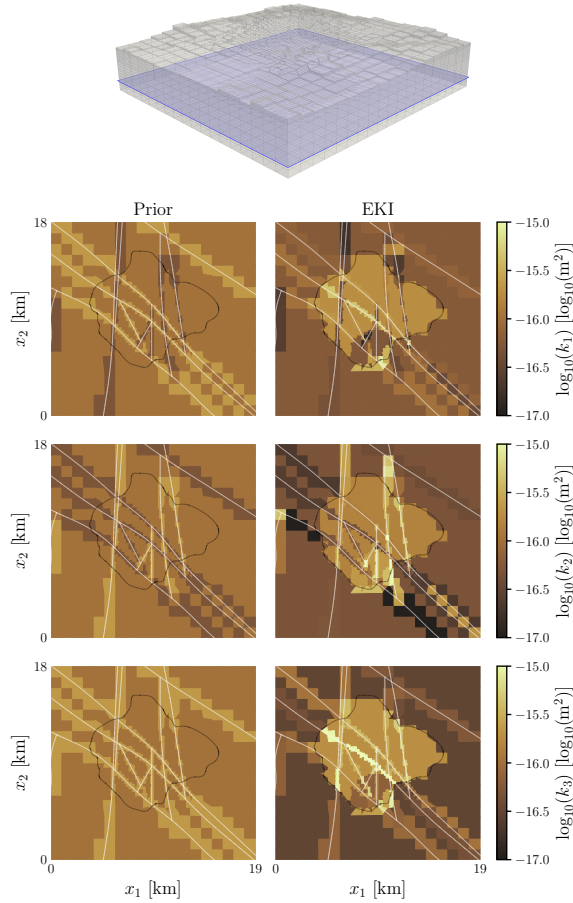 Prior
EKI
18
x₂ [km]
0
−15.0
−15.5
−16.0
−16.5
−17.0
log₁₀(k₁) [log₁₀(m²)]
18
x₂ [km]
0
−15.0
−15.5
−16.0
−16.5
−17.0
log₁₀(k₂) [log₁₀(m²)]
18
x₂ [km]
0
−15.0
−15.5
−16.0
−16.5
−17.0
log₁₀(k₃) [log₁₀(m²)]
0
19
0
19
x₁ [km]
x₁ [km]